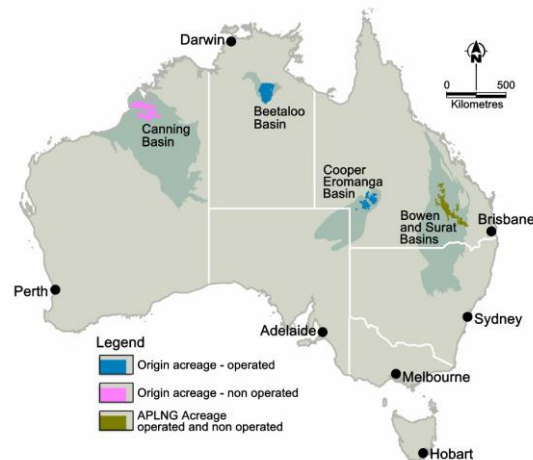 Darwin
N
0 500
Kilometres
Beetaloo
Basin
Canning
Basin
Cooper
Eromanga
Basin
Bowen
and Surat
Basins
Brisbane
Perth
Adelaide
Sydney
Melbourne
Hobart
Legend
Origin acreage - operated
Origin acreage - non operated
APLNG Acreage
operated and non operated